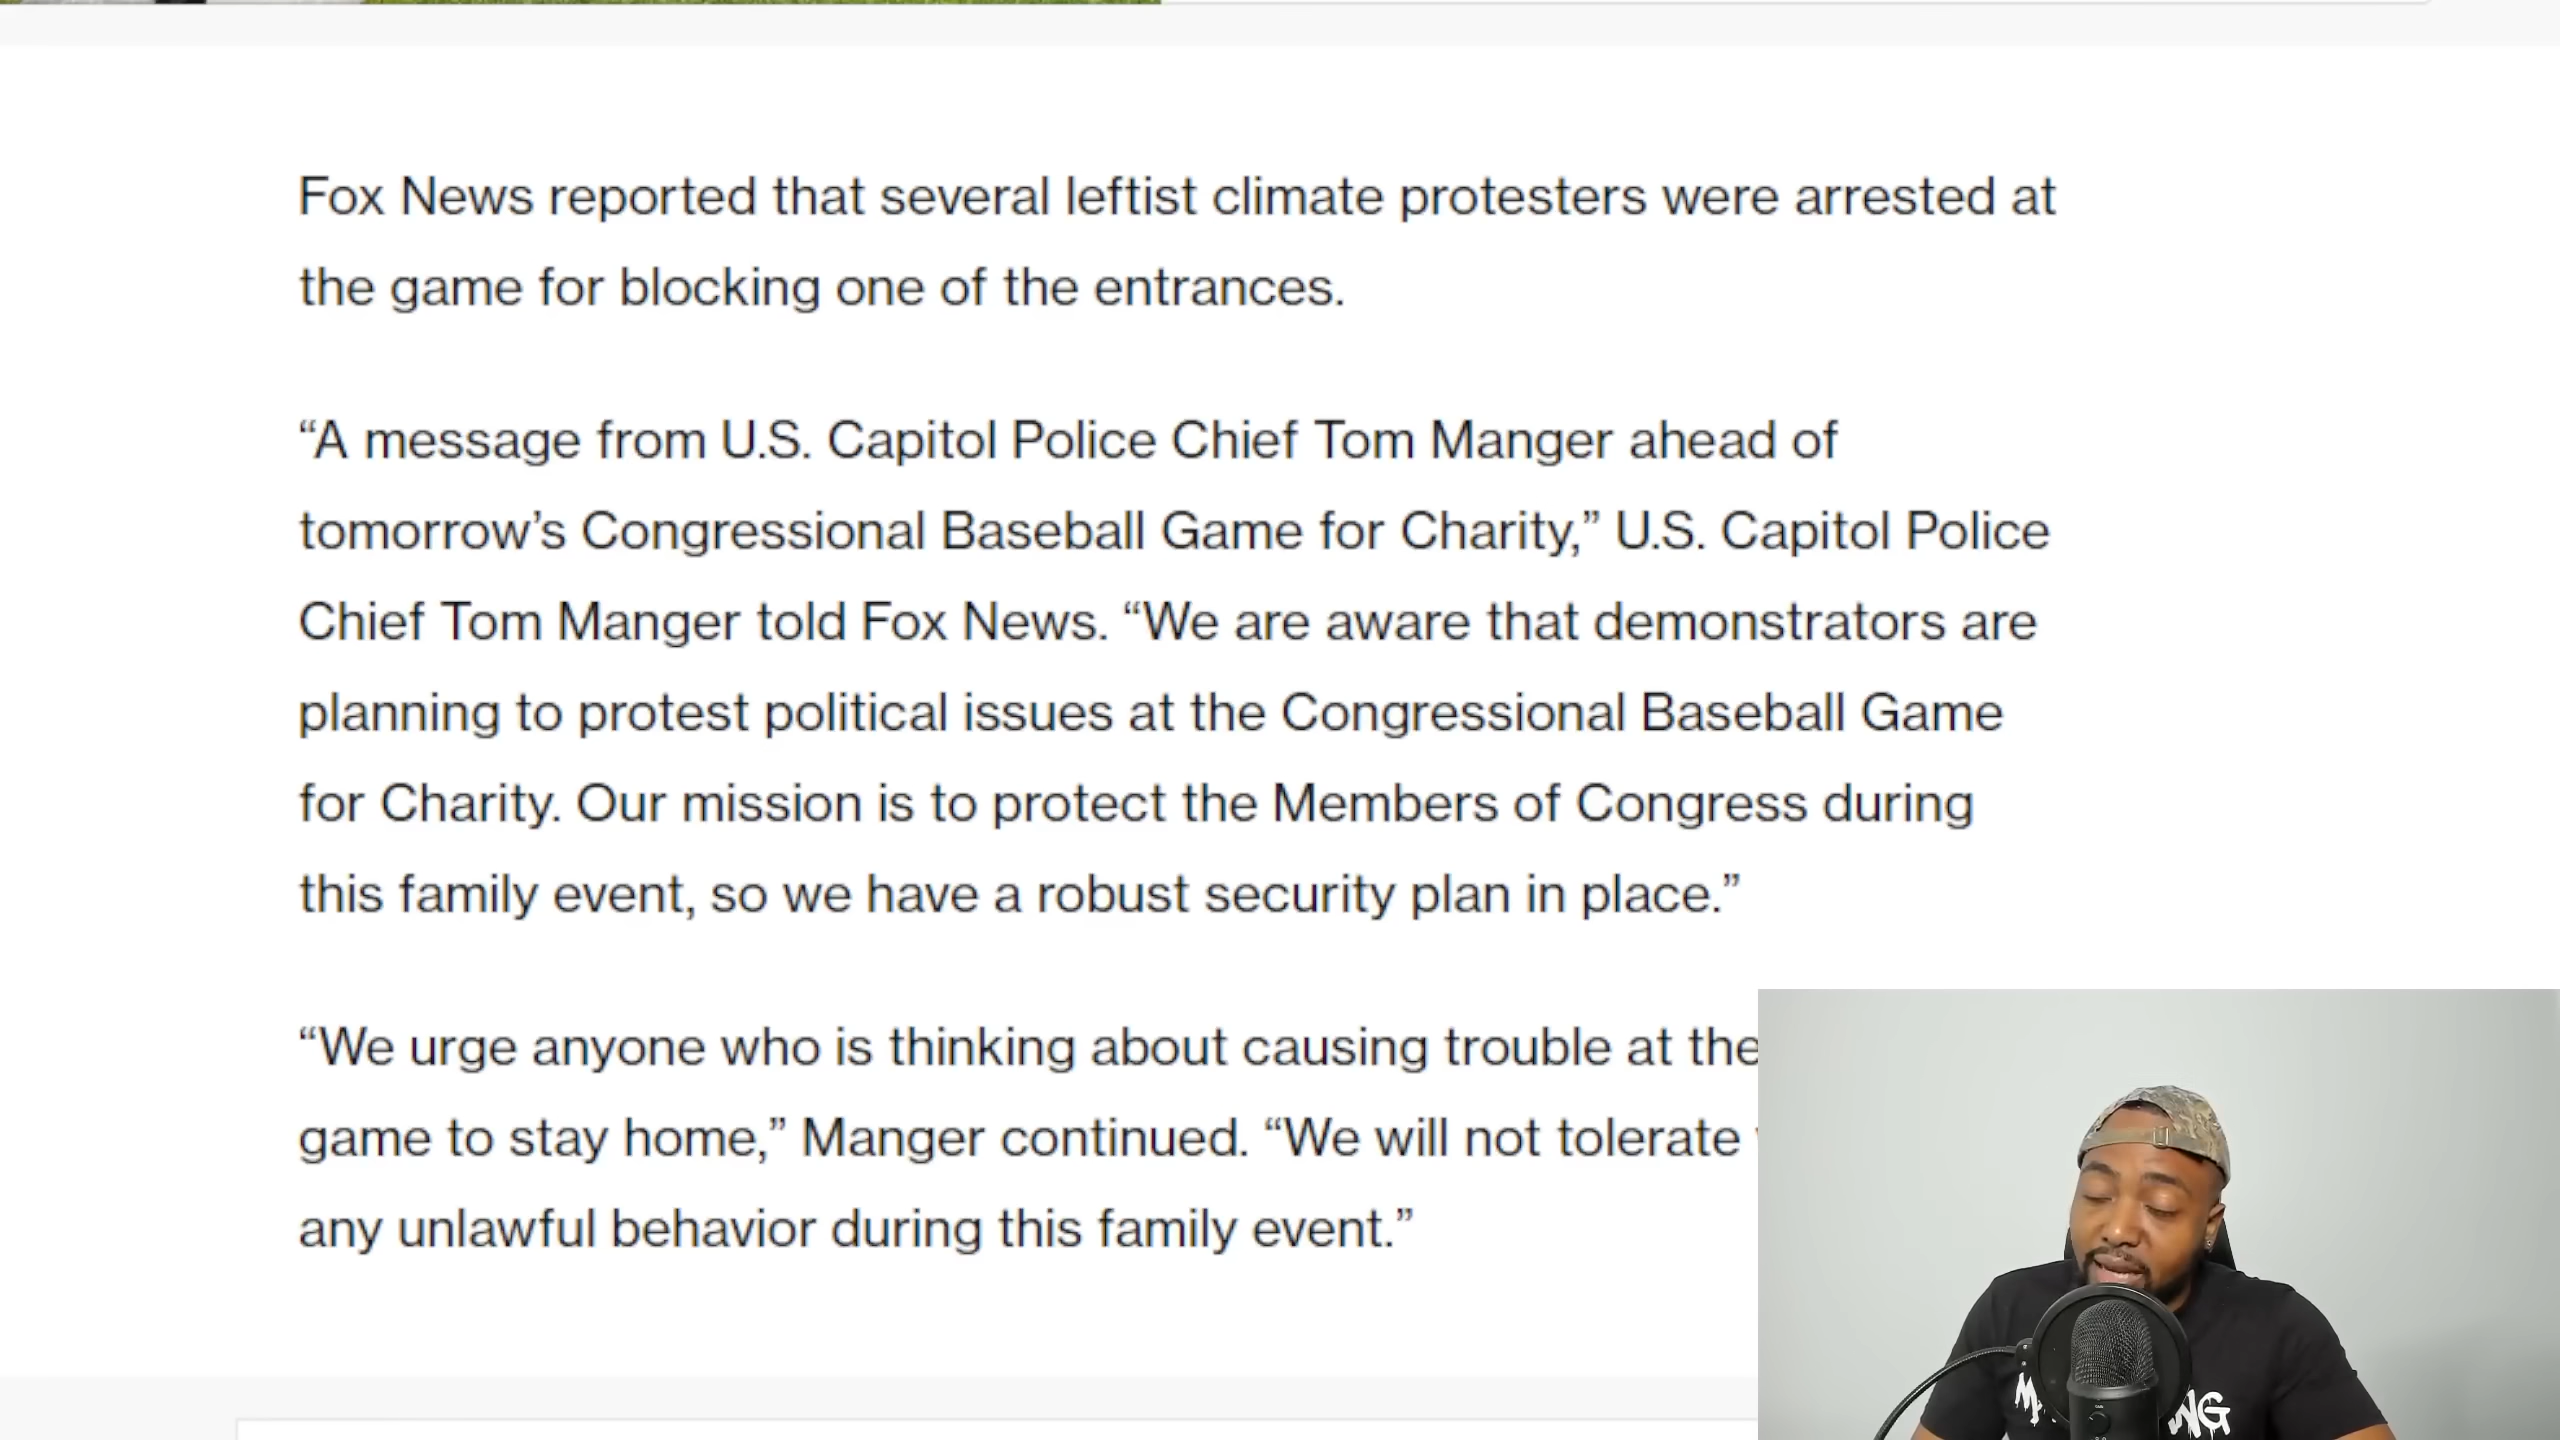 Fox News reported that several leftist climate protesters were arrested at
the game for blocking one of the entrances.
“A message from U.S. Capitol Police Chief Tom Manger ahead of
tomorrow’s Congressional Baseball Game for Charity,” U.S. Capitol Police
Chief Tom Manger told Fox News. “We are aware that demonstrators are
planning to protest political issues at the Congressional Baseball Game
for Charity. Our mission is to protect the Members of Congress during
this family event, so we have a robust security plan in place.”
“We urge anyone who is thinking about causing trouble at the
game to stay home,” Manger continued. “We will not tolerate
any unlawful behavior during this family event.”